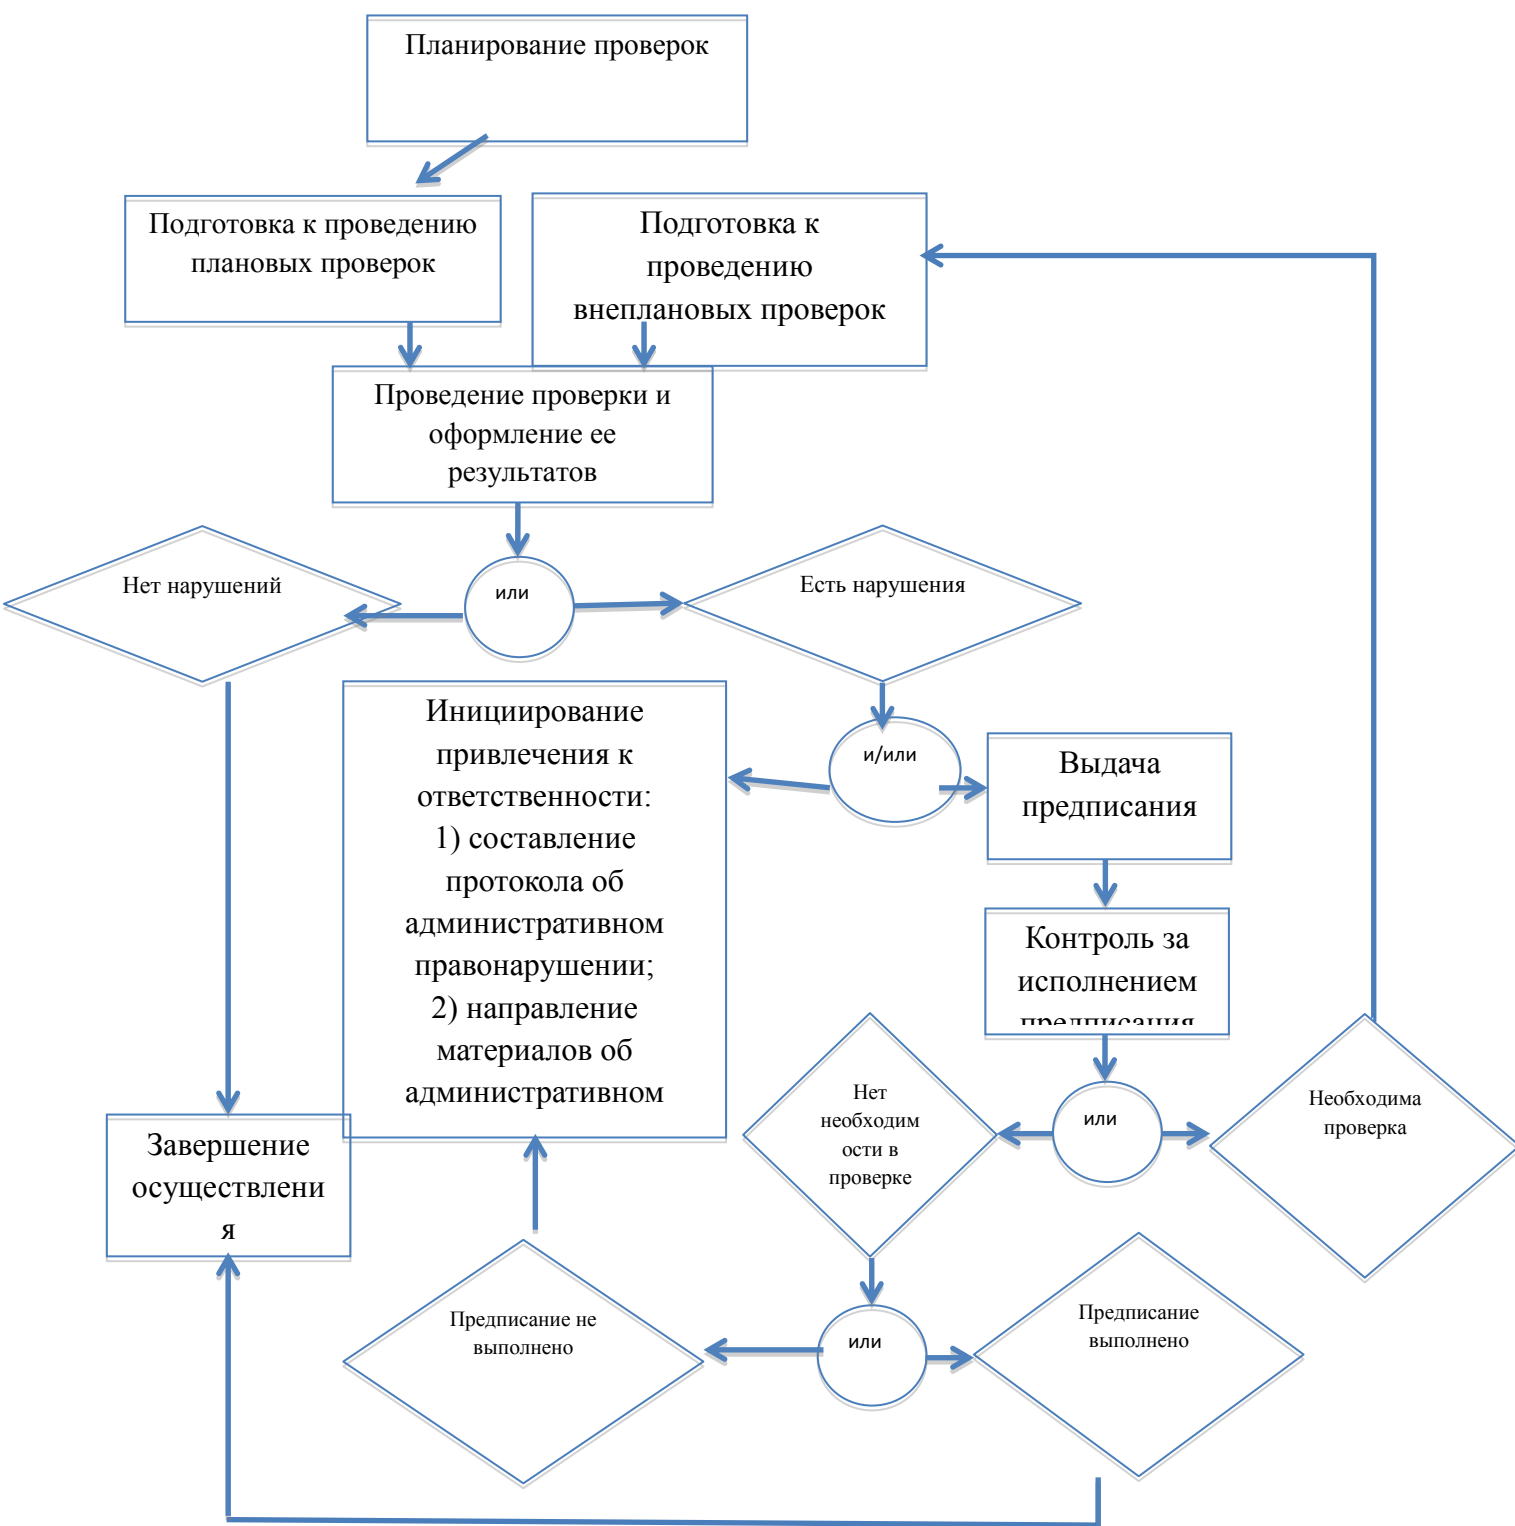 Планирование проверок
Подготовка к проведению
плановых проверок
Подготовка к
проведению
внеплановых проверок
Проведение проверки и
оформление ее
результатов
Нет нарушений
или
Есть нарушения
Инициирование
привлечения к
ответственности:
1) составление
протокола об
административном
правонарушении;
2) направление
материалов об
административном
и/или
Выдача
предписания
Контроль за
исполнением
предписания
Нет
необходим
ости в
проверке
или
Необходима
проверка
Завершение
осуществлени
я
Предписание не
выполнено
или
Предписание
выполнено